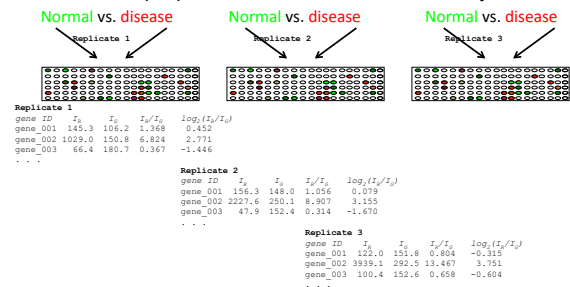 Normal vs. disease Normal vs. disease Normal vs. disease
Replicate 1 Replicate 2 Replicate 3
Replicate 1
gene ID I_R I_G I_R/I_G log₂(I_R/I_G)
gene_001 145.3 106.2 1.368 0.452
gene_002 1029.0 150.8 6.824 2.771
gene_003 66.4 180.7 0.367 -1.446
. . .
Replicate 2
gene ID I_R I_G I_R/I_G log₂(I_R/I_G)
gene_001 156.3 148.0 1.056 0.079
gene_002 2227.6 250.1 8.907 3.155
gene_003 47.9 152.4 0.314 -1.670
. . .
Replicate 3
gene ID I_R I_G I_R/I_G log₂(I_R/I_G)
gene_001 122.0 151.8 0.804 -0.315
gene_002 3939.1 292.5 13.467 3.751
gene_003 100.4 152.6 0.658 -0.604
. . .